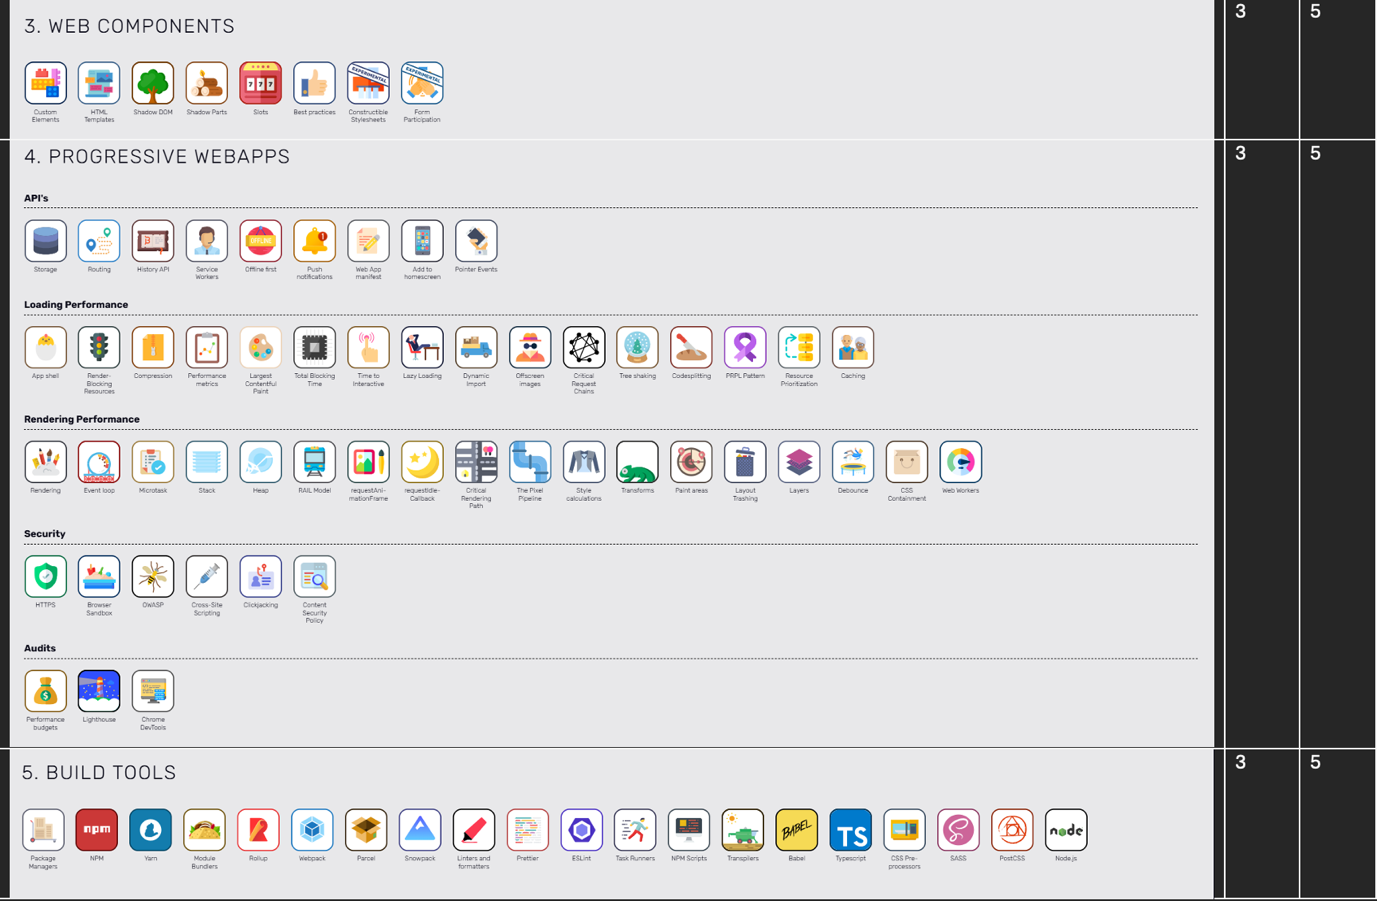 3. WEB COMPONENTS
3 5
777
EXPERIMENTAL
EXPERIMENTAL
Custom Elements
HTML Templates
Shadow DOM
Shadow Parts
Slots
Best practices
Constructible Stylesheets
Form Participation
4. PROGRESSIVE WEBAPPS
3 5
API's
OFFLINE
1
Storage
Routing
History API
Service Workers
Offline first
Push notifications
Web App manifest
Add to homescreen
Pointer Events
Loading Performance
App shell
Render-Blocking Resources
Compression
Performance metrics
Largest Contentful Paint
Total Blocking Time
Time to Interactive
Lazy Loading
Dynamic Import
Offscreen images
Critical Request Chains
Tree shaking
Codesplitting
PRPL Pattern
Resource Prioritization
Caching
Rendering Performance
Rendering
Event loop
Microtask
Stack
Heap
RAIL Model
requestAni-mationFrame
requestIdle-Callback
Critical Rendering Path
The Pixel Pipeline
Style calculations
Transforms
Paint areas
Layout Trashing
Layers
Debounce
CSS Containment
Web Workers
Security
HTTPS
Browser Sandbox
OWASP
Cross-Site Scripting
Clickjacking
Content Security Policy
Audits
$
Performance budgets
Lighthouse
Chrome DevTools
5. BUILD TOOLS
3 5
npm
BABEL
TS
node
Package Managers
NPM
Yarn
Module Bundlers
Rollup
Webpack
Parcel
Snowpack
Linters and formatters
Prettier
ESLint
Task Runners
NPM Scripts
Transpilers
Babel
Typescript
CSS Pre-processors
SASS
PostCSS
Node.js